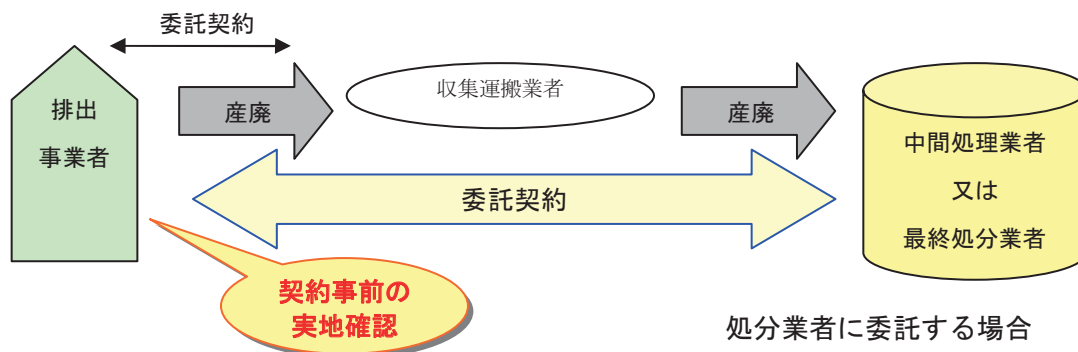 委託契約
排出
事業者
産廃
収集運搬業者
産廃
中間処理業者
又は
最終処分業者
委託契約
契約事前の
実地確認
処分業者に委託する場合